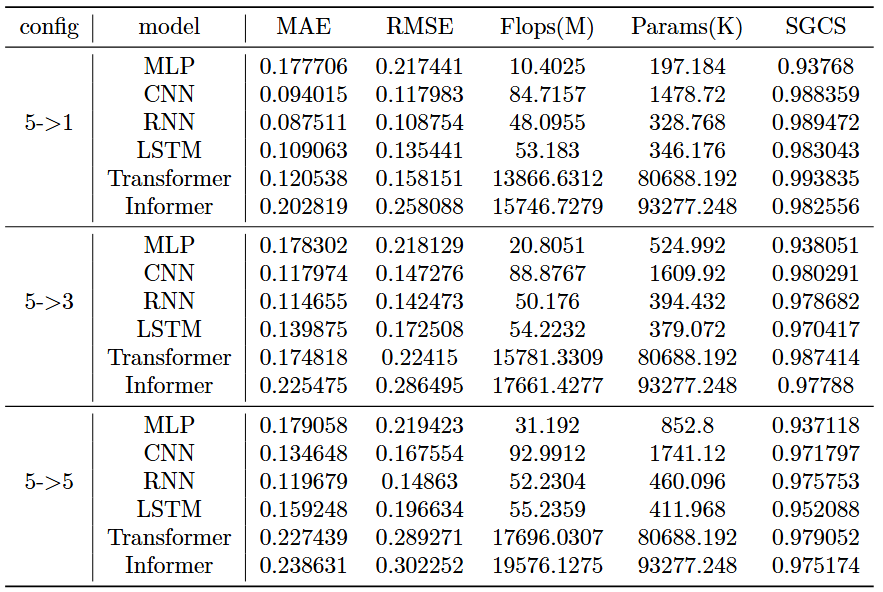 config model MAE RMSE Flops(M) Params(K) SGCS
MLP 0.177706 0.217441 10.4025 197.184 0.93768
CNN 0.094015 0.117983 84.7157 1478.72 0.988359
5->1 RNN 0.087511 0.108754 48.0955 328.768 0.989472
LSTM 0.109063 0.135441 53.183 346.176 0.983043
Transformer 0.120538 0.158151 13866.6312 80688.192 0.993835
Informer 0.202819 0.258088 15746.7279 93277.248 0.982556
MLP 0.178302 0.218129 20.8051 524.992 0.938051
CNN 0.117974 0.147276 88.8767 1609.92 0.980291
5->3 RNN 0.114655 0.142473 50.176 394.432 0.978682
LSTM 0.139875 0.172508 54.2232 379.072 0.970417
Transformer 0.174818 0.22415 15781.3309 80688.192 0.987414
Informer 0.225475 0.286495 17661.4277 93277.248 0.97788
MLP 0.179058 0.219423 31.192 852.8 0.937118
CNN 0.134648 0.167554 92.9912 1741.12 0.971797
5->5 RNN 0.119679 0.14863 52.2304 460.096 0.975753
LSTM 0.159248 0.196634 55.2359 411.968 0.952088
Transformer 0.227439 0.289271 17696.0307 80688.192 0.979052
Informer 0.238631 0.302252 19576.1275 93277.248 0.975174